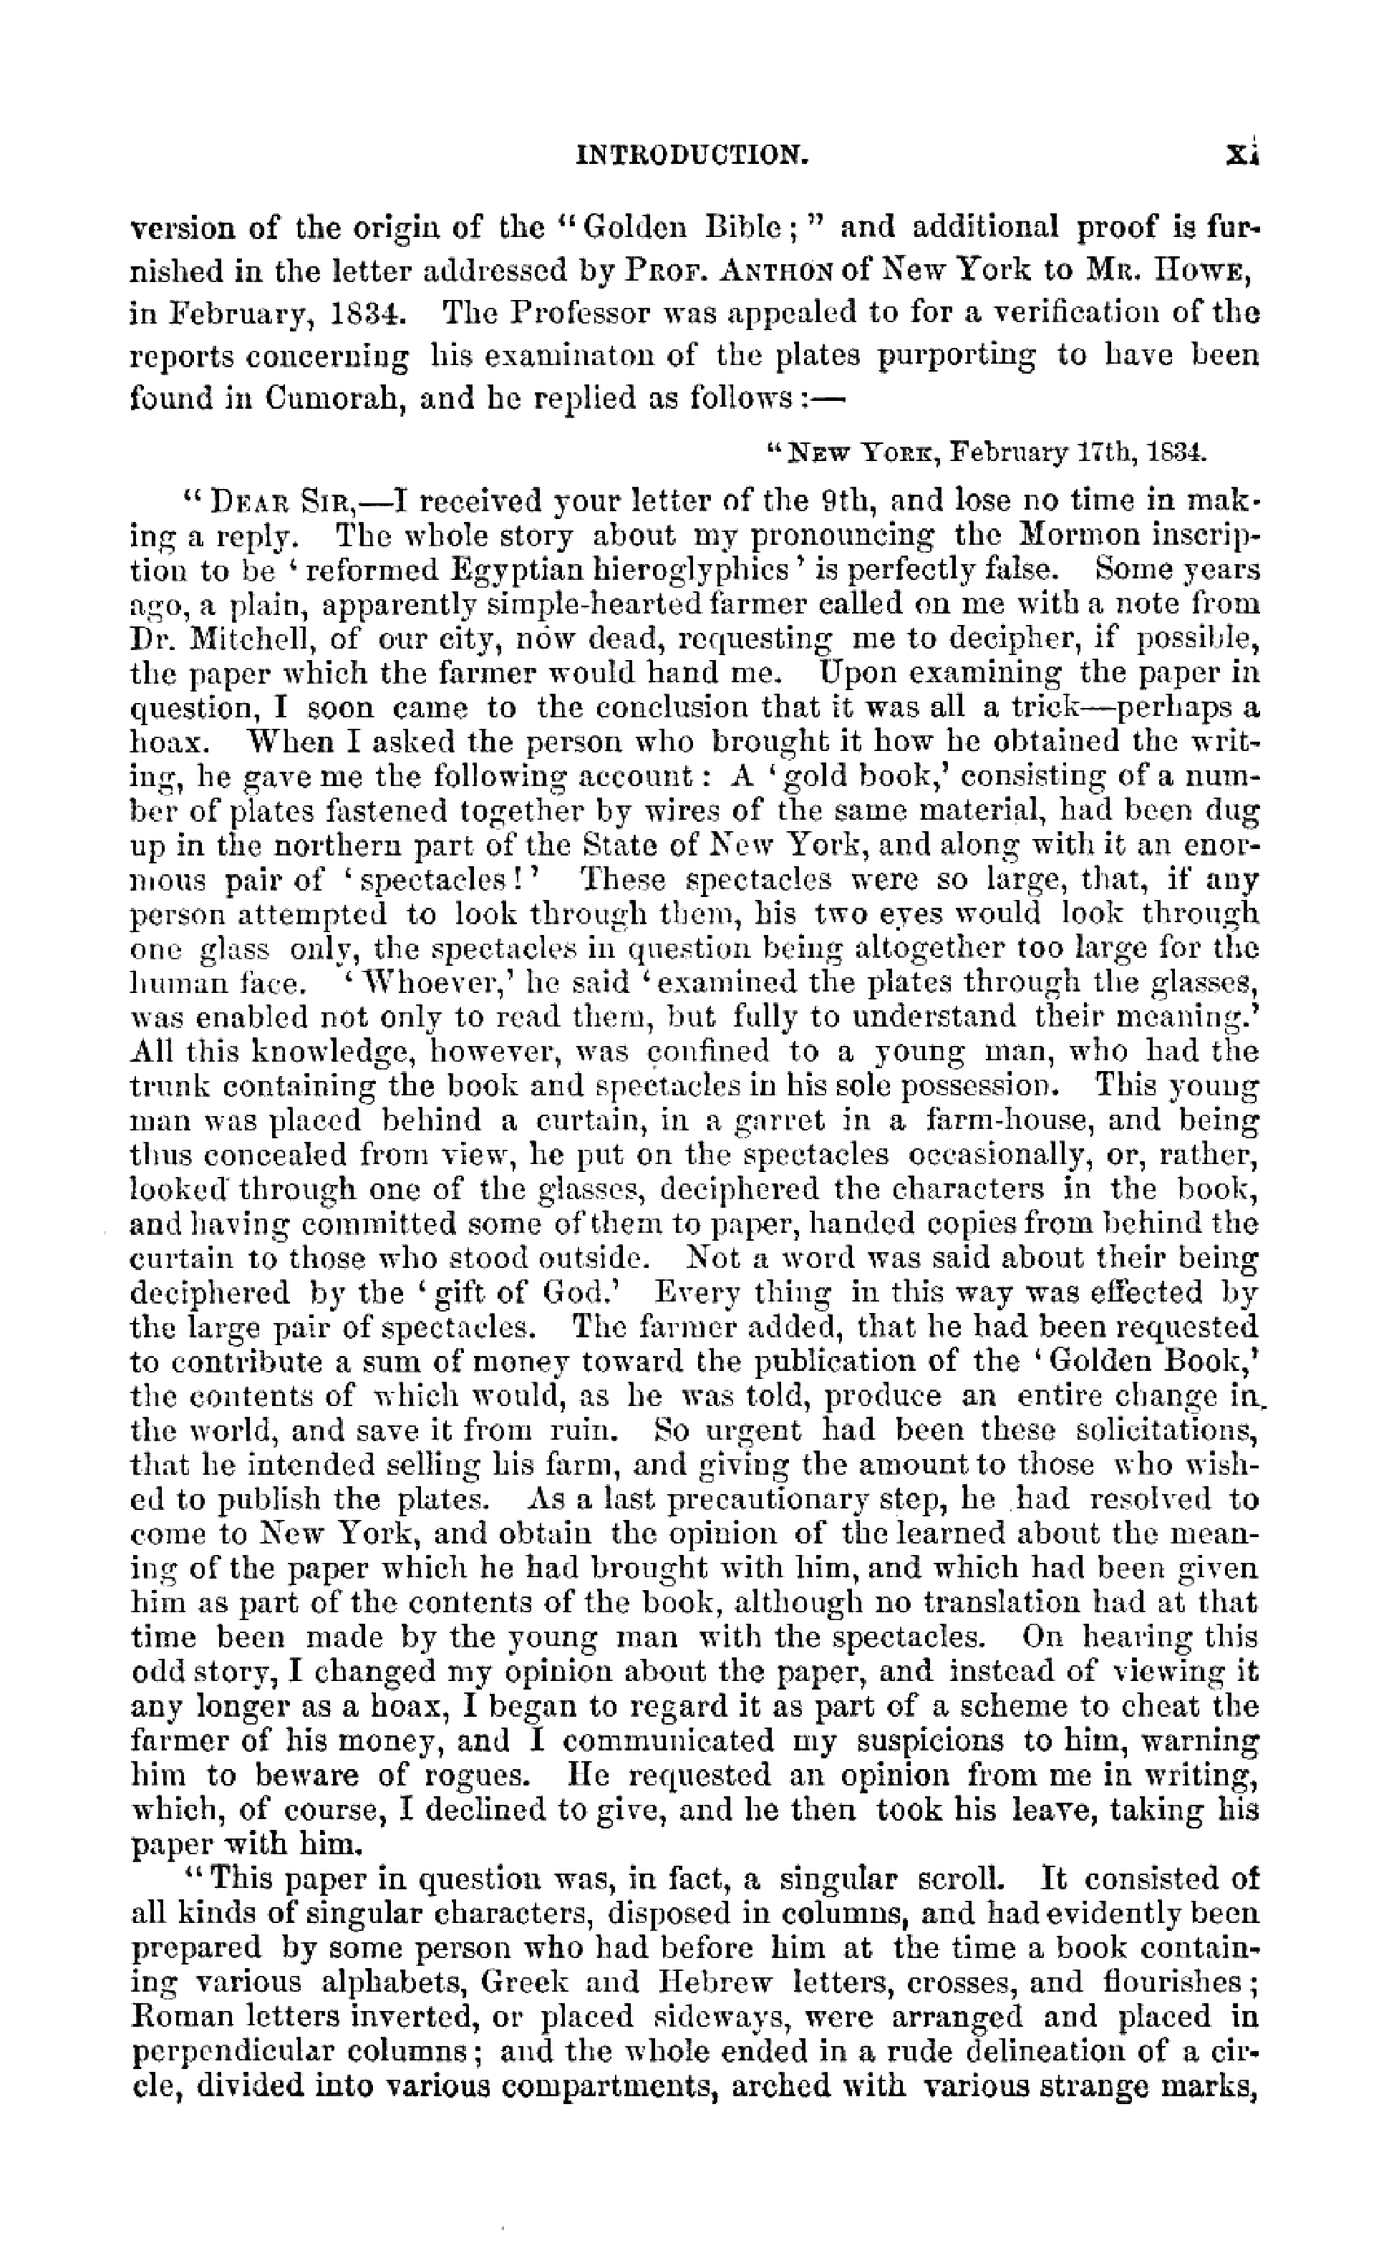 INTRODUCTION. xi
version of the origin of the “Golden Bible;” and additional proof is fur-
nished in the letter addressed by PROF. ANTHON of New York to MR. HOWE,
in February, 1834. The Professor was appealed to for a verification of the
reports concerning his examinaton of the plates purporting to have been
found in Cumorah, and he replied as follows:—
“NEW YORK, February 17th, 1834.
“DEAR SIR,—I received your letter of the 9th, and lose no time in mak-
ing a reply. The whole story about my pronouncing the Mormon inscrip-
tion to be ‘reformed Egyptian hieroglyphics’ is perfectly false. Some years
ago, a plain, apparently simple-hearted farmer called on me with a note from
Dr. Mitchell, of our city, now dead, requesting me to decipher, if possible,
the paper which the farmer would hand me. Upon examining the paper in
question, I soon came to the conclusion that it was all a trick—perhaps a
hoax. When I asked the person who brought it how he obtained the writ-
ing, he gave me the following account: A ‘gold book,’ consisting of a num-
ber of plates fastened together by wires of the same material, had been dug
up in the northern part of the State of New York, and along with it an enor-
mous pair of ‘spectacles!’ These spectacles were so large, that, if any
person attempted to look through them, his two eyes would look through
one glass only, the spectacles in question being altogether too large for the
human face. ‘Whoever,’ he said ‘examined the plates through the glasses,
was enabled not only to read them, but fully to understand their meaning.’
All this knowledge, however, was confined to a young man, who had the
trunk containing the book and spectacles in his sole possession. This young
man was placed behind a curtain, in a garret in a farm-house, and being
thus concealed from view, he put on the spectacles occasionally, or, rather,
looked through one of the glasses, deciphered the characters in the book,
and having committed some of them to paper, handed copies from behind the
curtain to those who stood outside. Not a word was said about their being
deciphered by the ‘gift of God.’ Every thing in this way was effected by
the large pair of spectacles. The farmer added, that he had been requested
to contribute a sum of money toward the publication of the ‘Golden Book,’
the contents of which would, as he was told, produce an entire change in
the world, and save it from ruin. So urgent had been these solicitations,
that he intended selling his farm, and giving the amount to those who wish-
ed to publish the plates. As a last precautionary step, he had resolved to
come to New York, and obtain the opinion of the learned about the mean-
ing of the paper which he had brought with him, and which had been given
him as part of the contents of the book, although no translation had at that
time been made by the young man with the spectacles. On hearing this
odd story, I changed my opinion about the paper, and instead of viewing it
any longer as a hoax, I began to regard it as part of a scheme to cheat the
farmer of his money, and I communicated my suspicions to him, warning
him to beware of rogues. He requested an opinion from me in writing,
which, of course, I declined to give, and he then took his leave, taking his
paper with him.
“This paper in question was, in fact, a singular scroll. It consisted of
all kinds of singular characters, disposed in columns, and had evidently been
prepared by some person who had before him at the time a book contain-
ing various alphabets, Greek and Hebrew letters, crosses, and flourishes;
Roman letters inverted, or placed sideways, were arranged and placed in
perpendicular columns; and the whole ended in a rude delineation of a cir-
cle, divided into various compartments, arched with various strange marks,